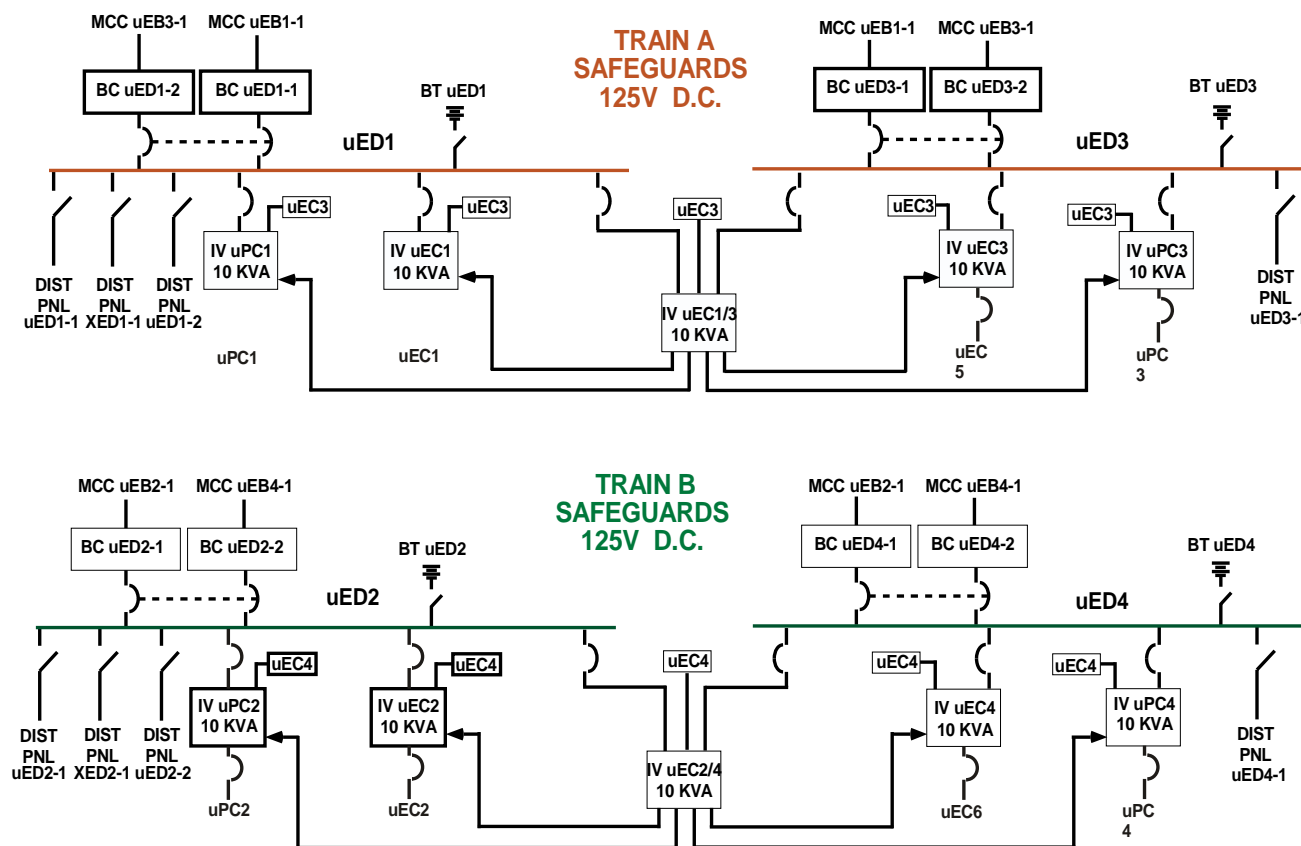 MCC uEB3-1
MCC uEB1-1
TRAIN A
SAFEGUARDS
125V D.C.
MCC uEB1-1
MCC uEB3-1
BC uED1-2
BC uED1-1
BT uED1
BC uED3-1
BC uED3-2
BT uED3
uED1
uED3
uEC3
uEC3
uEC3
uEC3
uEC3
IV uPC1
10 KVA
IV uEC1
10 KVA
IV uEC3
10 KVA
IV uPC3
10 KVA
DIST
PNL
uED1-1
DIST
PNL
XED1-1
DIST
PNL
uED1-2
IV uEC1/3
10 KVA
DIST
PNL
uED3-1
uPC1
uEC1
uEC
5
uPC
3
MCC uEB2-1
MCC uEB4-1
TRAIN B
SAFEGUARDS
125V D.C.
MCC uEB2-1
MCC uEB4-1
BC uED2-1
BC uED2-2
BT uED2
BC uED4-1
BC uED4-2
BT uED4
uED2
uED4
uEC4
uEC4
uEC4
uEC4
uEC4
IV uPC2
10 KVA
IV uEC2
10 KVA
IV uEC4
10 KVA
IV uPC4
10 KVA
DIST
PNL
uED2-1
DIST
PNL
XED2-1
DIST
PNL
uED2-2
IV uEC2/4
10 KVA
DIST
PNL
uED4-1
uPC2
uEC2
uEC6
uPC
4